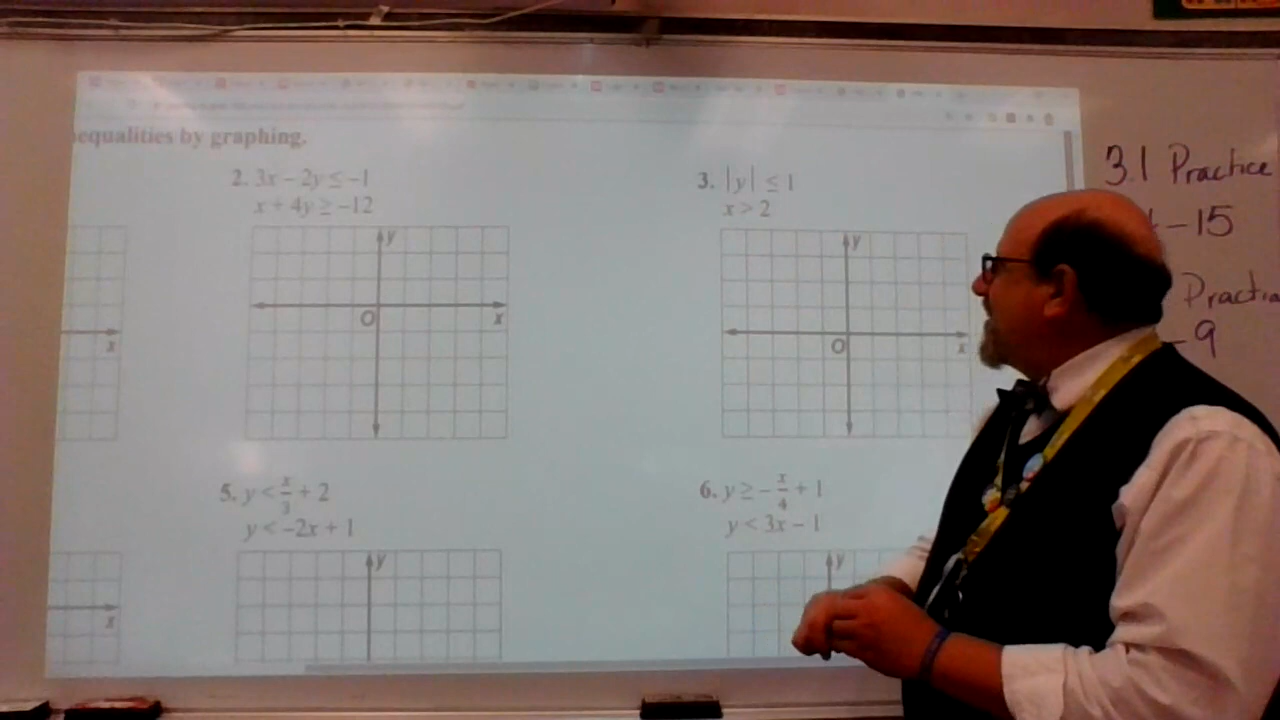 equalities by graphing.
2. 3x – 2y ≤ –1
x + 4y ≥ –12
3. |y| ≤ 1
x > 2
3.1 Practice
–15
y
y
Practic
–9
O
x
O
x
x
5. y < x/3 + 2
y < –2x + 1
6. y ≥ – x/4 + 1
y < 3x – 1
y
y
x